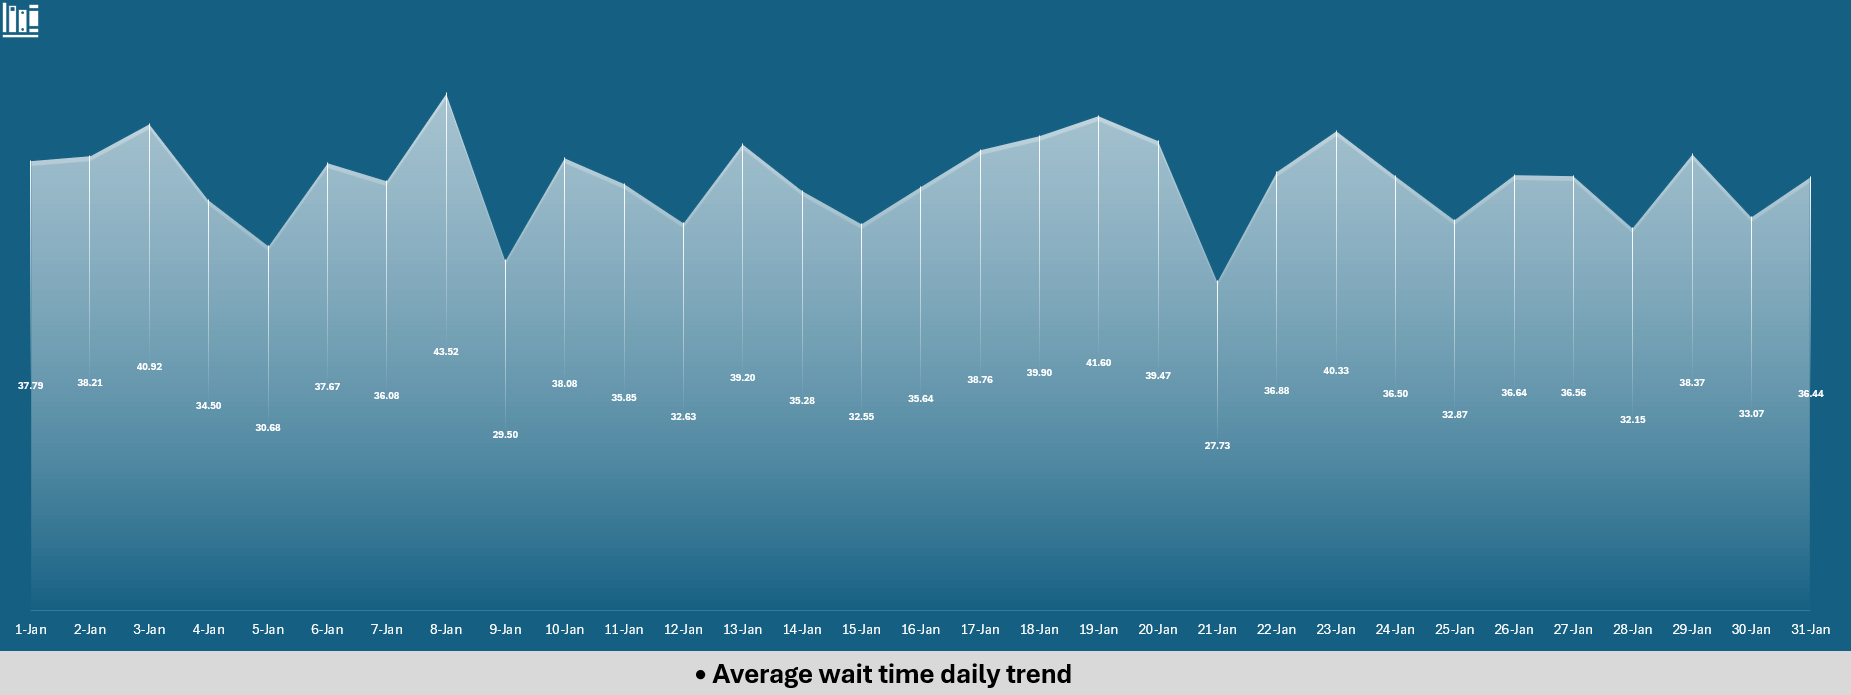 37.79 38.21 40.92 34.50 30.68 37.67 36.08 43.52 29.50 38.08 35.85 32.63 39.20 35.28 32.55 35.64 38.76 39.90 41.60 39.47 27.73 36.88 40.33 36.50 32.87 36.64 36.56 32.15 38.37 33.07 36.44
1-Jan 2-Jan 3-Jan 4-Jan 5-Jan 6-Jan 7-Jan 8-Jan 9-Jan 10-Jan 11-Jan 12-Jan 13-Jan 14-Jan 15-Jan 16-Jan 17-Jan 18-Jan 19-Jan 20-Jan 21-Jan 22-Jan 23-Jan 24-Jan 25-Jan 26-Jan 27-Jan 28-Jan 29-Jan 30-Jan 31-Jan
• Average wait time daily trend